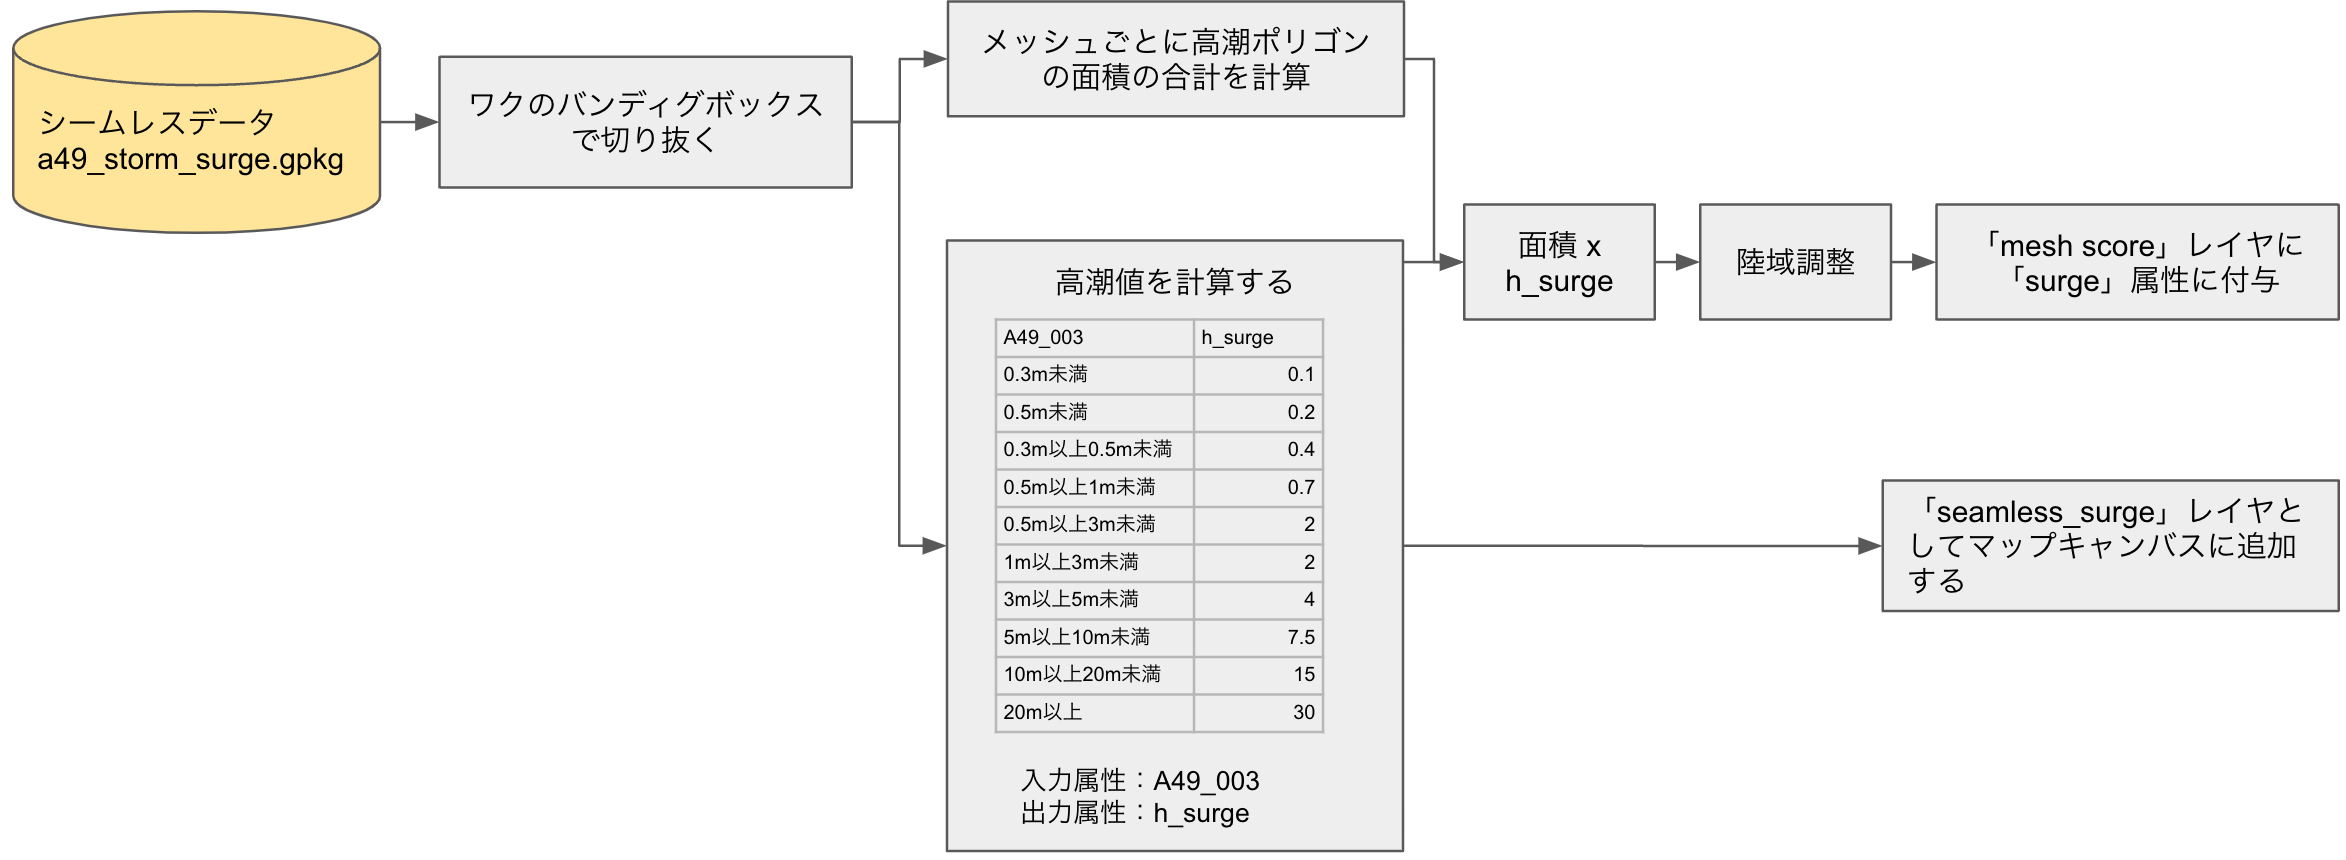 シームレスデータ
a49_storm_surge.gpkg
ワクのバンディグボックス
で切り抜く
メッシュごとに高潮ポリゴン
の面積の合計を計算
高潮値を計算する
A49_003 h_surge
0.3m未満 0.1
0.5m未満 0.2
0.3m以上0.5m未満 0.4
0.5m以上1m未満 0.7
0.5m以上3m未満 2
1m以上3m未満 2
3m以上5m未満 4
5m以上10m未満 7.5
10m以上20m未満 15
20m以上 30
入力属性：A49_003
出力属性：h_surge
面積 x
h_surge
陸域調整
「mesh score」レイヤに
「surge」属性に付与
「seamless_surge」レイヤと
してマップキャンバスに追加
する